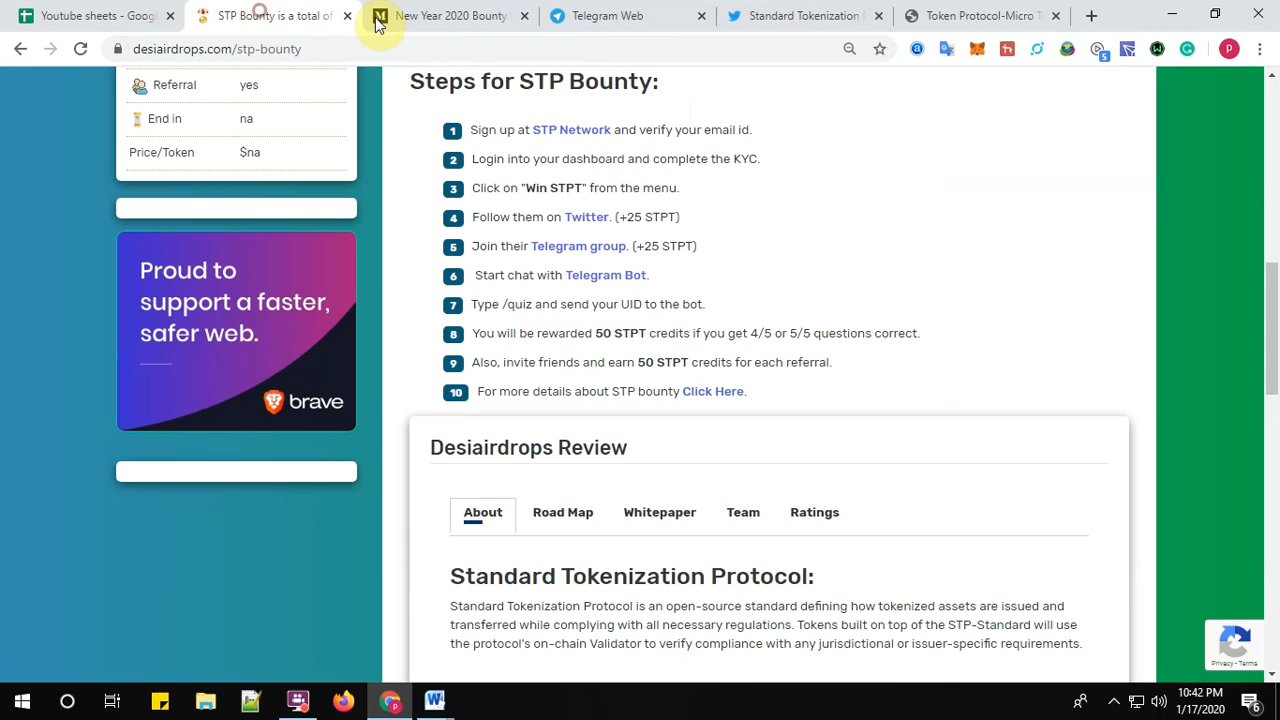 Youtube sheet1 - Googl
STP Bounty is a total of
New Year 2020 Bounty
Telegram Web
Standard Tokenization
Token Protocol-Micro T
desiairdrops.com/stp-bounty
Referral yes
End in na
Price/Token $na
Proud to
support a faster,
safer web.
brave
Steps for STP Bounty:
1 Sign up at STP Network and verify your email id.
2 Login into your dashboard and complete the KYC.
3 Click on "Win STPT" from the menu.
4 Follow them on Twitter. (+25 STPT)
5 Join their Telegram group. (+25 STPT)
6 Start chat with Telegram Bot.
7 Type /quiz and send your UID to the bot.
8 You will be rewarded 50 STPT credits if you get 4/5 or 5/5 questions correct.
9 Also, invite friends and earn 50 STPT credits for each referral.
10 For more details about STP bounty Click Here.
Desiairdrops Review
About Road Map Whitepaper Team Ratings
Standard Tokenization Protocol:
Standard Tokenization Protocol is an open-source standard defining how tokenized assets are issued and
transferred while complying with all necessary regulations. Tokens built on top of the STP-Standard will use
the protocol's on-chain Validator to verify compliance with any jurisdictional or issuer-specific requirements.
Privacy - Terms
10:42 PM
1/17/2020